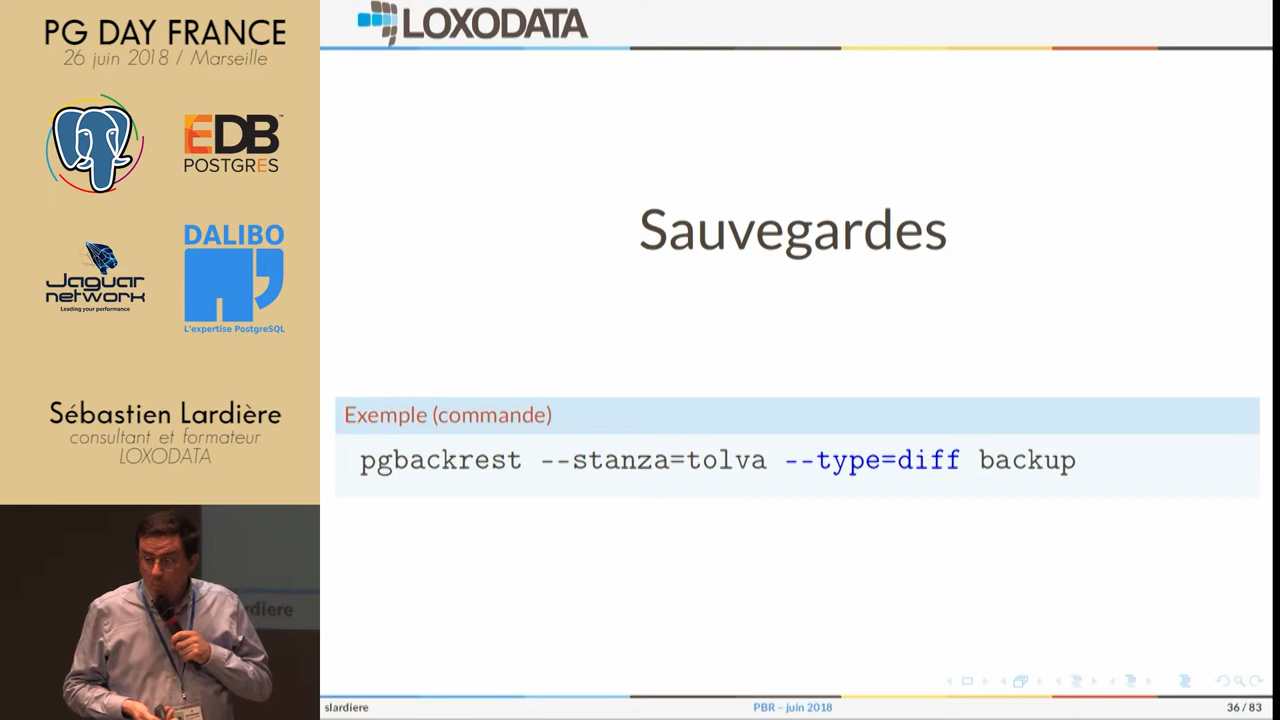 PG DAY FRANCE
26 juin 2018 / Marseille
EDB
POSTGRES
Jaguar
network
Leading your performance
DALIBO
L'expertise PostgreSQL
Sébastien Lardière
consultant et formateur
LOXODATA
LOXODATA
Sauvegardes
Exemple (commande)
pgbackrest --stanza=tolva --type=diff backup
slardiere
PBR – juin 2018
36 / 83
rdiere